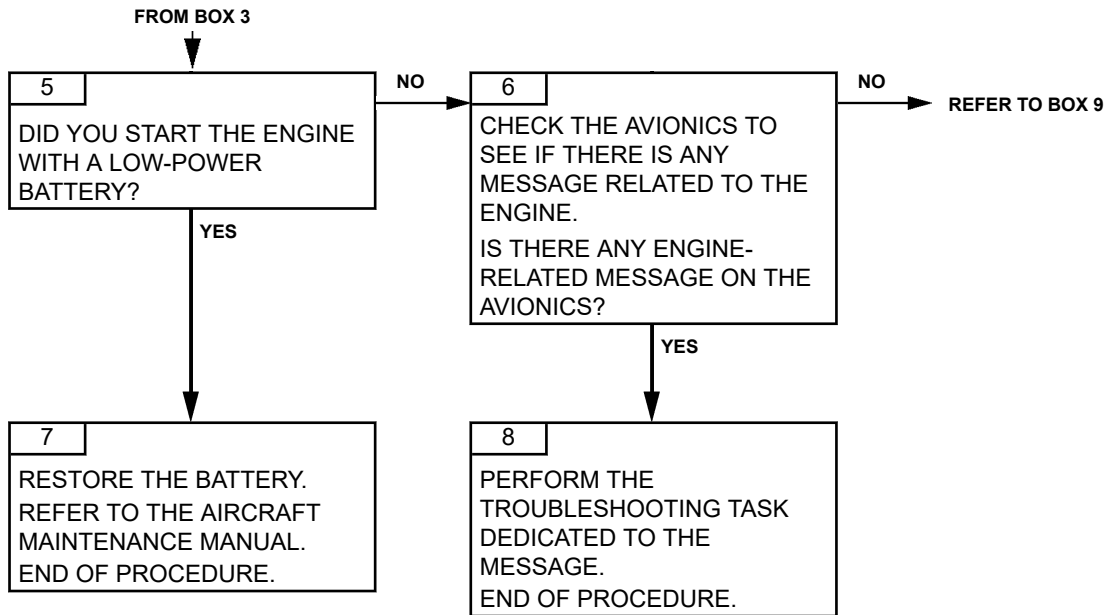 FROM BOX 3
5
DID YOU START THE ENGINE
WITH A LOW-POWER
BATTERY?
NO
YES
6
CHECK THE AVIONICS TO
SEE IF THERE IS ANY
MESSAGE RELATED TO THE
ENGINE.
IS THERE ANY ENGINE-
RELATED MESSAGE ON THE
AVIONICS?
NO
REFER TO BOX 9
YES
7
RESTORE THE BATTERY.
REFER TO THE AIRCRAFT
MAINTENANCE MANUAL.
END OF PROCEDURE.
8
PERFORM THE
TROUBLESHOOTING TASK
DEDICATED TO THE
MESSAGE.
END OF PROCEDURE.